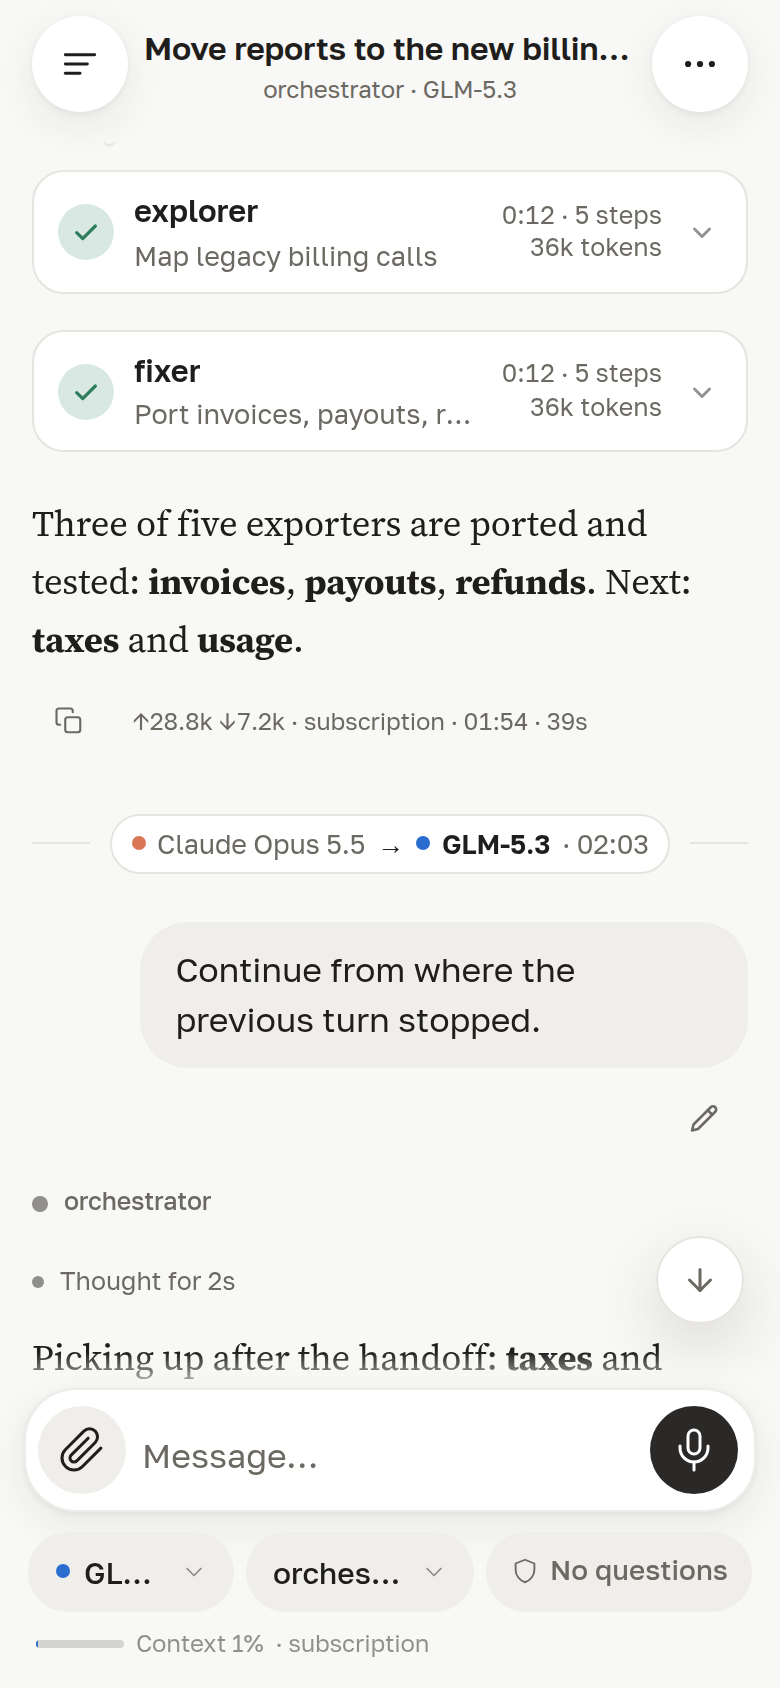 Move reports to the new billin...
orchestrator · GLM-5.3
explorer
0:12 · 5 steps
Map legacy billing calls
36k tokens
fixer
0:12 · 5 steps
Port invoices, payouts, r...
36k tokens
Three of five exporters are ported and
tested: invoices, payouts, refunds. Next:
taxes and usage.
↑28.8k ↓7.2k · subscription · 01:54 · 39s
Claude Opus 5.5 → GLM-5.3 · 02:03
Continue from where the
previous turn stopped.
orchestrator
Thought for 2s
Picking up after the handoff: taxes and
Message...
GL...
orches...
No questions
Context 1% · subscription